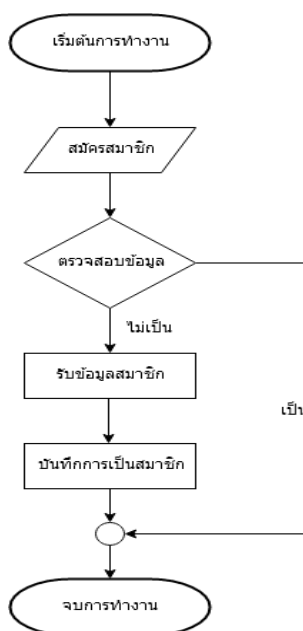 เริ่มต้นการทำงาน
สมัครสมาชิก
ตรวจสอบข้อมูล
ไม่เป็น
รับข้อมูลสมาชิก
เป็น
บันทึกการเป็นสมาชิก
จบการทำงาน